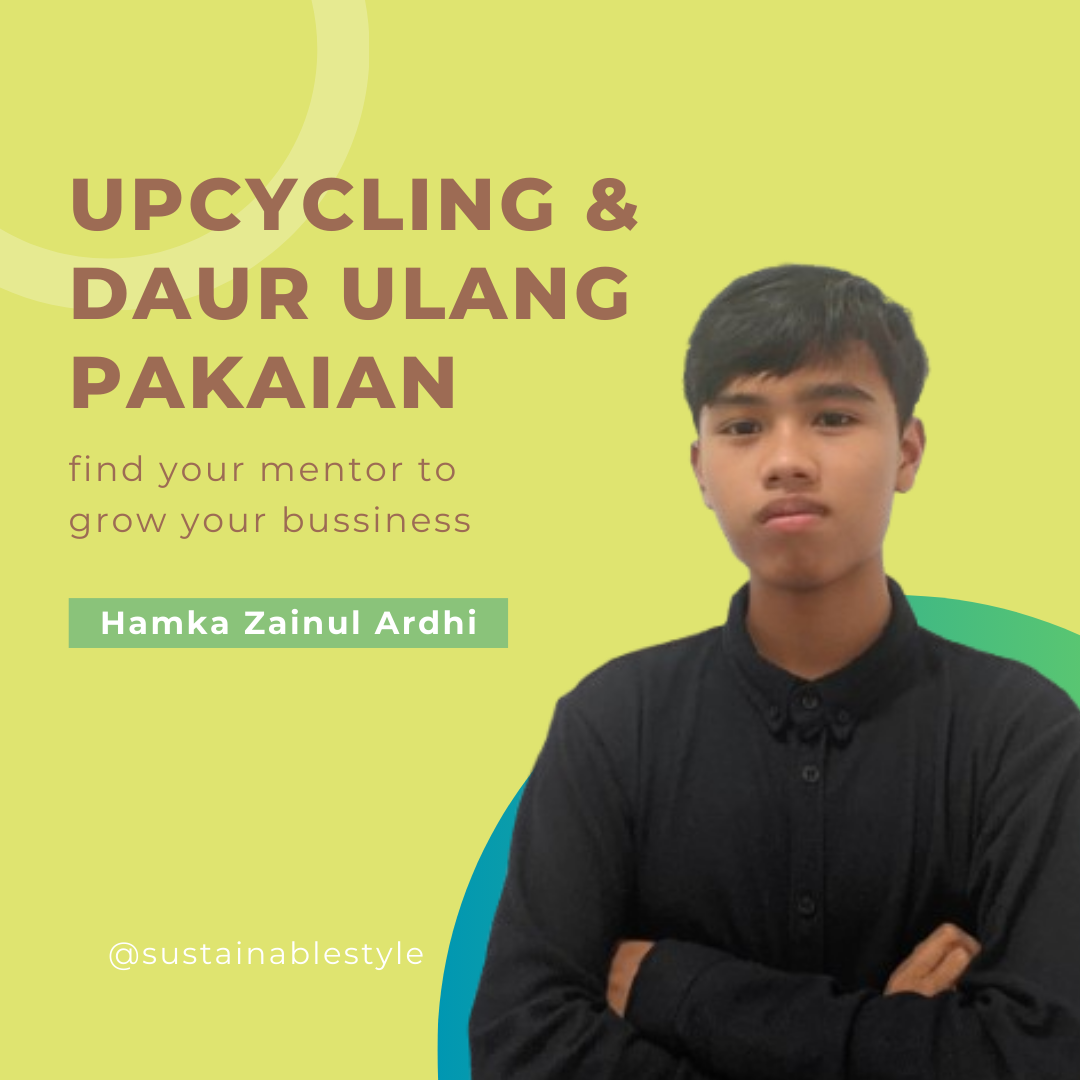 UPCYCLING &
DAUR ULANG
PAKAIAN
find your mentor to
grow your bussiness
Hamka Zainul Ardhi
@sustainablestyle